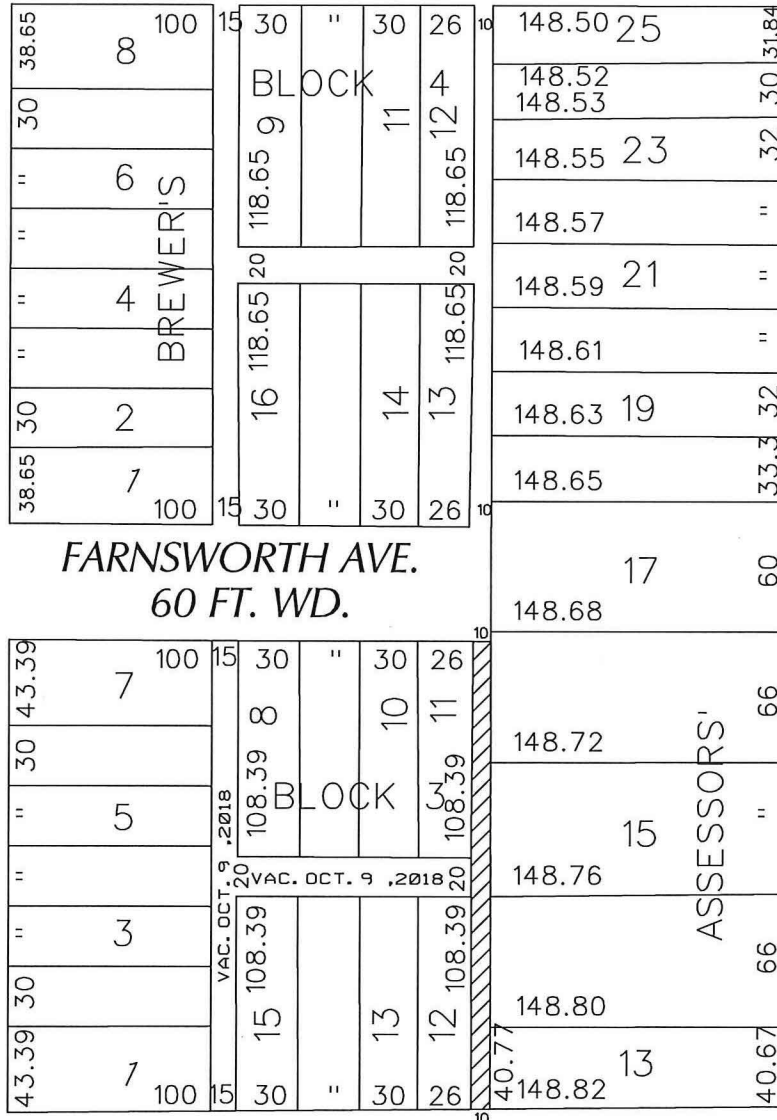 38.65 8 100 15 30 " 30 26 10 148.50 25 31.84
BLOCK 4
30 9 11 12 148.52 30
148.53
" 6 118.65 118.65 148.55 23 32
BREWER'S
" 148.57 "
" 4 20 20 148.59 21 "
" 118.65 118.65 148.61 "
30 2 16 14 13 148.63 19 32
38.65 1 100 15 30 " 30 26 10 148.65 33.3
FARNSWORTH AVE.
60 FT. WD.
17 60
148.68
43.39 7 100 15 30 " 30 26 10
8 10 11 66
30 148.72
108.39 BLOCK 3 108.39
" 5 15 "
ASSESSORS'
VAC. OCT. 9 ,2018
" 20 VAC. OCT. 9 ,2018 20 148.76
" 3 108.39 108.39 66
30 15 13 12 148.80
43.39 1 100 15 30 " 30 26 10 40.77 148.82 13 40.67